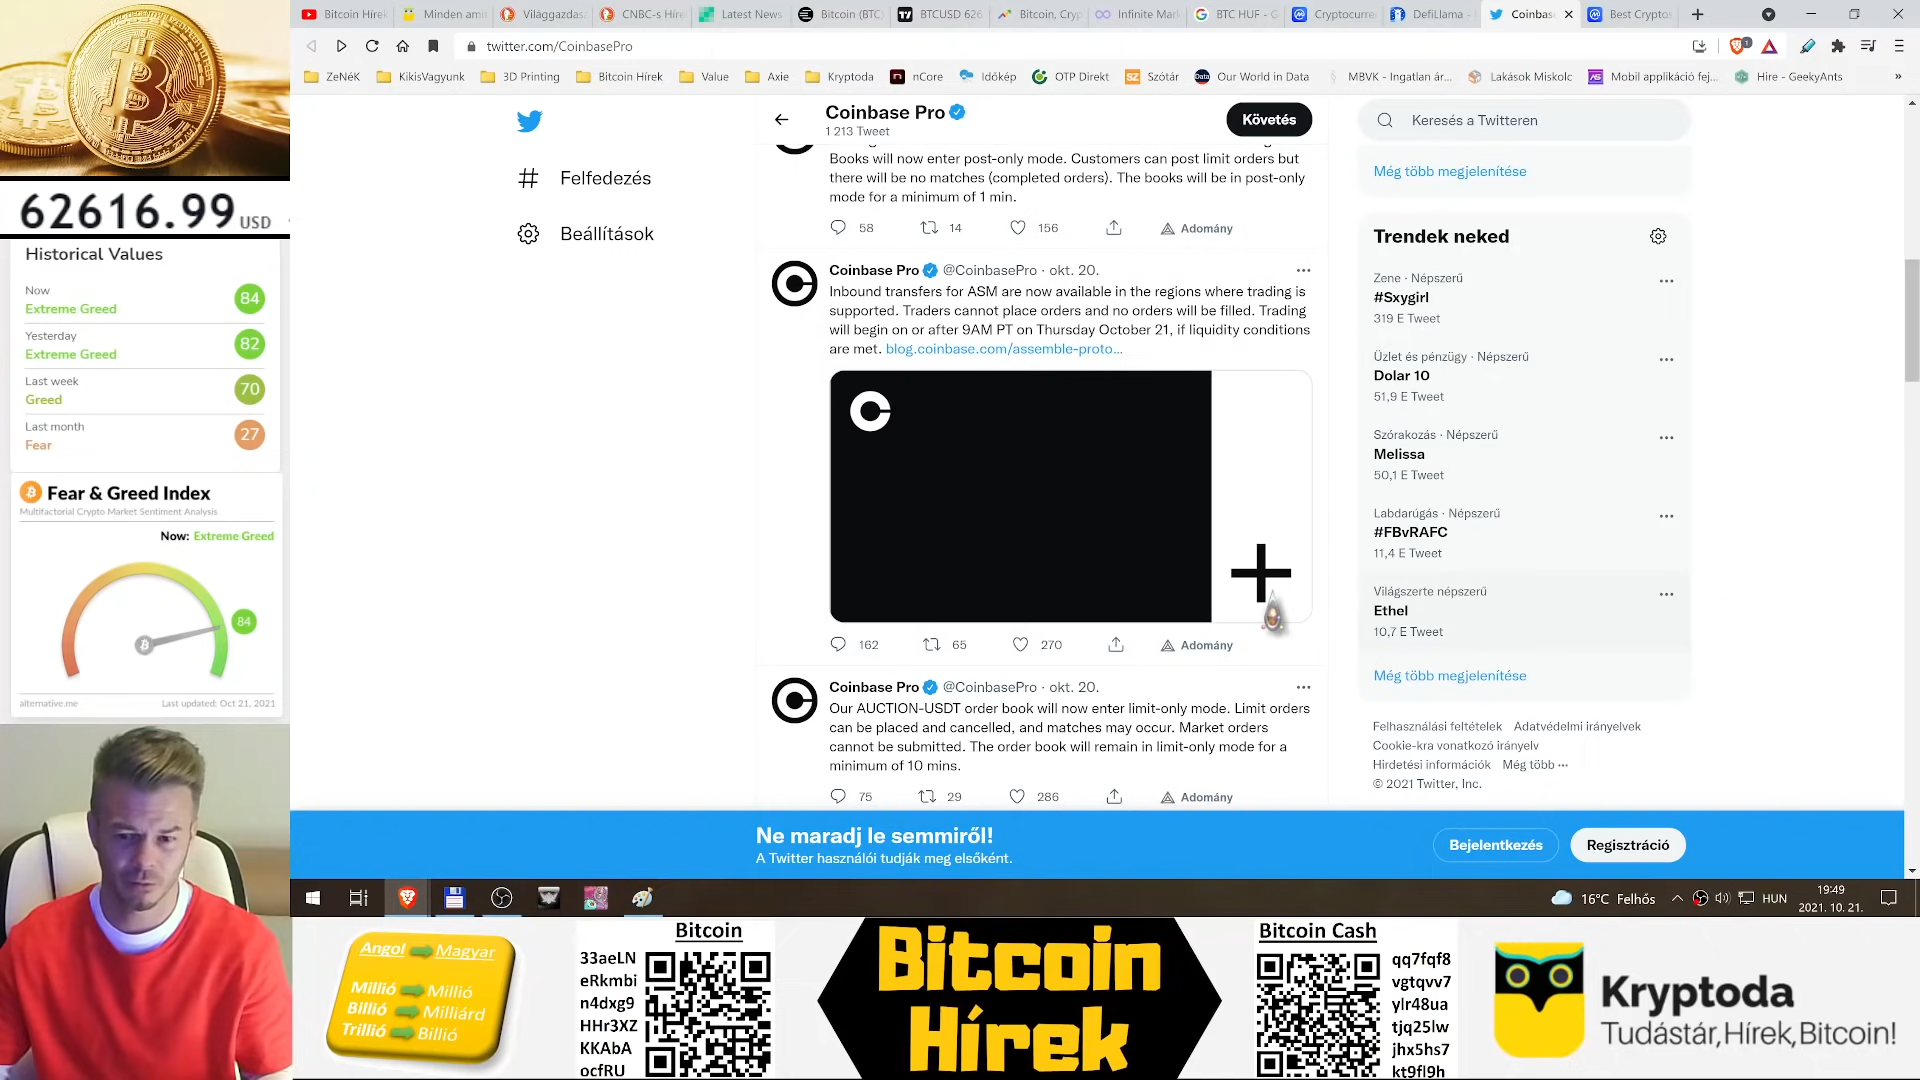 Bitcoin Hírek
Minden ami
Világgazdas
CNBC-s Híre
Latest News
Bitcoin (BTC
BTCUSD 626
Bitcoin, Cryp
Infinite Mar
BTC HUF - G
Cryptocurre
DefiLlama -
Coinbas
Best Cryptos
twitter.com/CoinbasePro
ZeNéK
KikisVagyunk
3D Printing
Bitcoin Hírek
Value
Axie
Kryptoda
nCore
Időkép
OTP Direkt
Szótár
Our World in Data
MBVK - Ingatlan ár...
Lakások Miskolc
Mobil applikáció fej...
Hire - GeekyAnts
62616.99 USD
Historical Values
Now
Extreme Greed
84
Yesterday
Extreme Greed
82
Last week
Greed
70
Last month
Fear
27
Fear & Greed Index
Multifactorial Crypto Market Sentiment Analysis
Now: Extreme Greed
84
alternative.me
Last updated: Oct 21, 2021
Felfedezés
Beállítások
Coinbase Pro
1 213 Tweet
Követés
Books will now enter post-only mode. Customers can post limit orders but
there will be no matches (completed orders). The books will be in post-only
mode for a minimum of 1 min.
58 14 156 Adomány
Coinbase Pro @CoinbasePro · okt. 20.
Inbound transfers for ASM are now available in the regions where trading is
supported. Traders cannot place orders and no orders will be filled. Trading
will begin on or after 9AM PT on Thursday October 21, if liquidity conditions
are met. blog.coinbase.com/assemble-proto...
162 65 270 Adomány
Coinbase Pro @CoinbasePro · okt. 20.
Our AUCTION-USDT order book will now enter limit-only mode. Limit orders
can be placed and cancelled, and matches may occur. Market orders
cannot be submitted. The order book will remain in limit-only mode for a
minimum of 10 mins.
75 29 286 Adomány
Keresés a Twitteren
Még több megjelenítése
Trendek neked
Zene · Népszerű
#Sxygirl
319 E Tweet
Üzlet és pénzügy · Népszerű
Dolar 10
51,9 E Tweet
Szórakozás · Népszerű
Melissa
50,1 E Tweet
Labdarúgás · Népszerű
#FBvRAFC
11,4 E Tweet
Világszerte népszerű
Ethel
10,7 E Tweet
Még több megjelenítése
Felhasználási feltételek Adatvédelmi irányelvek
Cookie-kra vonatkozó irányelv
Hirdetési információk Még több ···
© 2021 Twitter, Inc.
Ne maradj le semmiről!
A Twitter használói tudják meg elsőként.
Bejelentkezés
Regisztráció
16°C Felhős
HUN
19:49
2021. 10. 21.
Angol Magyar
Millió Millió
Billió Milliárd
Trillió Billió
Bitcoin
33aeLN
eRkmbi
n4dxg9
HHr3XZ
KKAbA
ocfRU
Bitcoin
Hírek
Bitcoin Cash
qq7fqf8
vgtqvv7
ylr48ua
tjq25lw
jhx5hs7
kt9fl9h
Kryptoda
Tudástár,Hírek,Bitcoin!